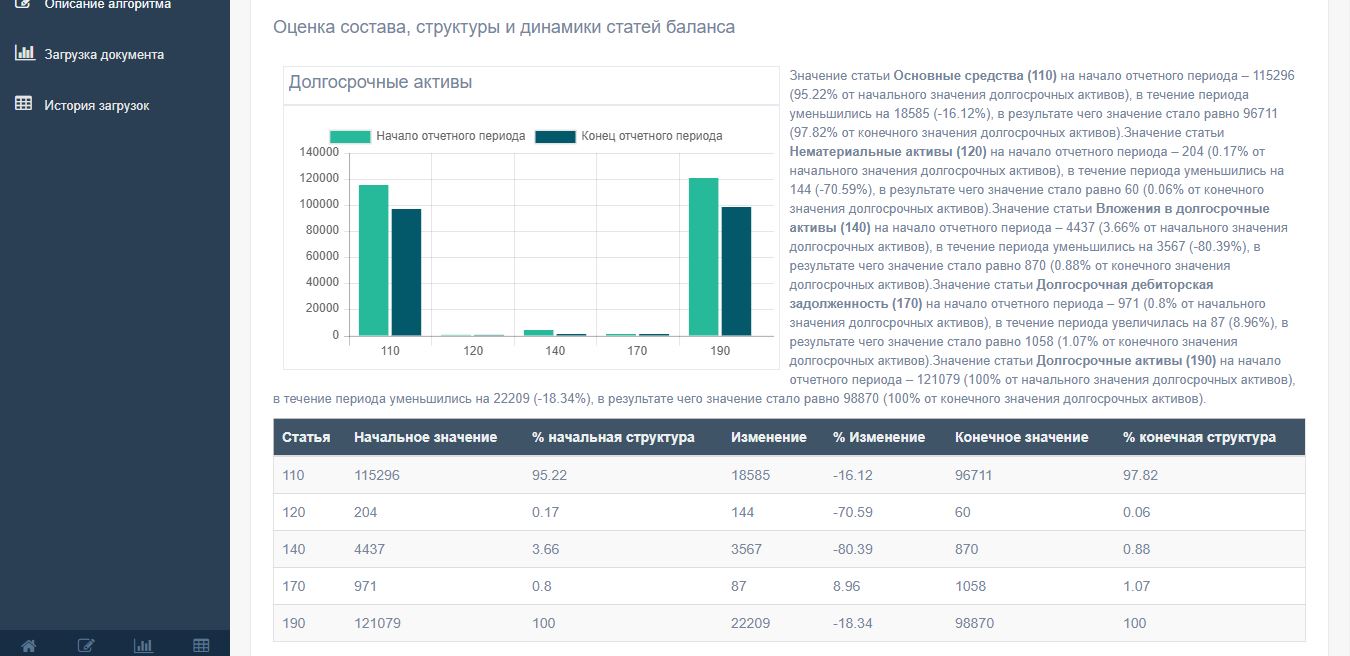 Описание алгоритма
Загрузка документа
История загрузок
Оценка состава, структуры и динамики статей баланса
Долгосрочные активы
Начало отчетного периода Конец отчетного периода
140000
120000
100000
80000
60000
40000
20000
0
110 120 140 170 190
Значение статьи Основные средства (110) на начало отчетного периода – 115296
(95.22% от начального значения долгосрочных активов), в течение периода
уменьшились на 18585 (-16.12%), в результате чего значение стало равно 96711
(97.82% от конечного значения долгосрочных активов).Значение статьи
Нематериальные активы (120) на начало отчетного периода – 204 (0.17% от
начального значения долгосрочных активов), в течение периода уменьшились на
144 (-70.59%), в результате чего значение стало равно 60 (0.06% от конечного
значения долгосрочных активов).Значение статьи Вложения в долгосрочные
активы (140) на начало отчетного периода – 4437 (3.66% от начального значения
долгосрочных активов), в течение периода уменьшились на 3567 (-80.39%), в
результате чего значение стало равно 870 (0.88% от конечного значения
долгосрочных активов).Значение статьи Долгосрочная дебиторская
задолженность (170) на начало отчетного периода – 971 (0.8% от начального
значения долгосрочных активов), в течение периода увеличилась на 87 (8.96%), в
результате чего значение стало равно 1058 (1.07% от конечного значения
долгосрочных активов).Значение статьи Долгосрочные активы (190) на начало
отчетного периода – 121079 (100% от начального значения долгосрочных активов),
в течение периода уменьшились на 22209 (-18.34%), в результате чего значение стало равно 98870 (100% от конечного значения долгосрочных активов).
Статья Начальное значение % начальная структура Изменение % Изменение Конечное значение % конечная структура
110 115296 95.22 18585 -16.12 96711 97.82
120 204 0.17 144 -70.59 60 0.06
140 4437 3.66 3567 -80.39 870 0.88
170 971 0.8 87 8.96 1058 1.07
190 121079 100 22209 -18.34 98870 100